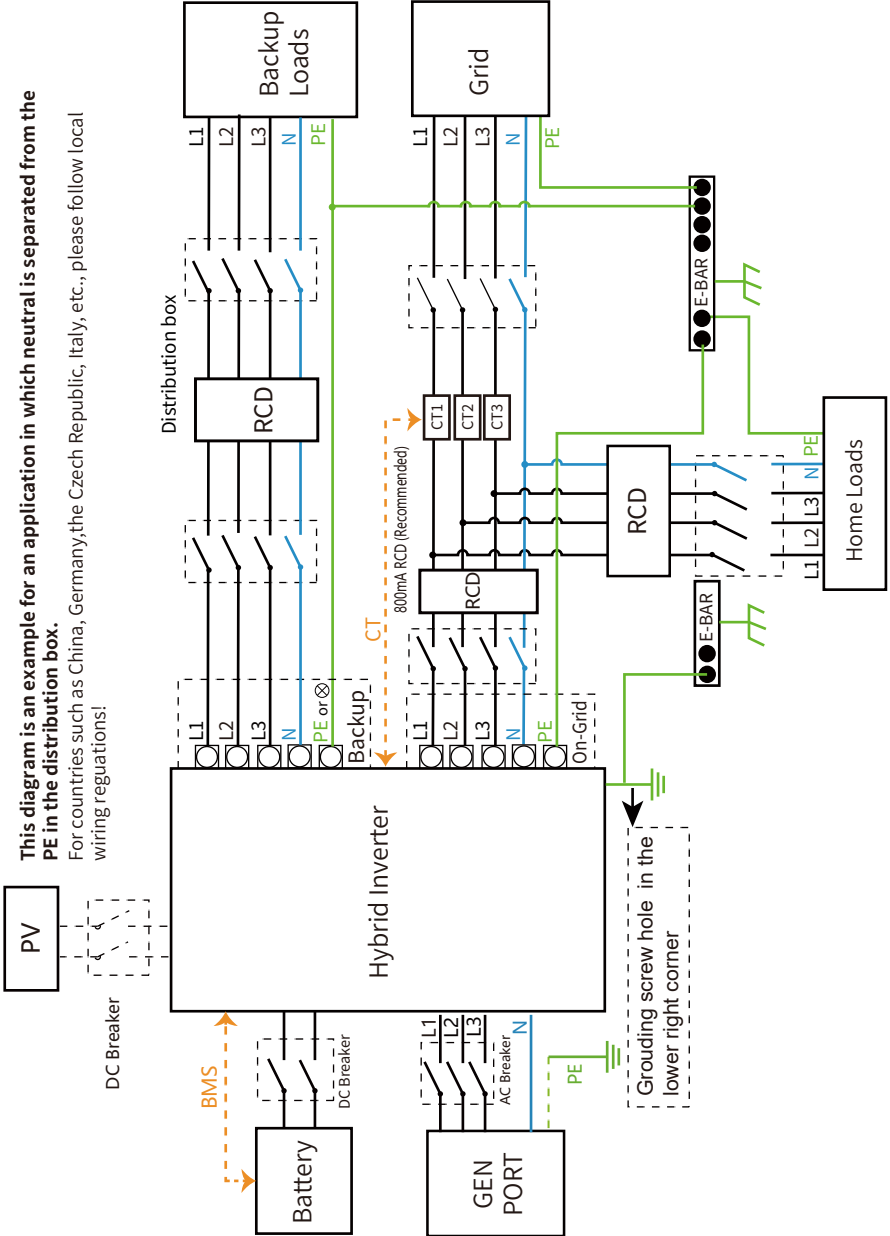 This diagram is an example for an application in which neutral is separated from the
PE in the distribution box.
For countries such as China, Germany,the Czech Republic, Italy, etc., please follow local
wiring reguations!
PV
DC Breaker
BMS
Battery
DC Breaker
Hybrid Inverter
GEN
PORT
L1
L2
L3
N
AC Breaker
PE
Grouding screw hole in the
lower right corner
L1
L2
L3
N
PE or ⊗
Backup
Distribution box
RCD
L1
L2
L3
N
PE
Backup
Loads
CT
800mA RCD (Recommended)
L1
L2
L3
N
PE
On-Grid
RCD
CT1
CT2
CT3
L1
L2
L3
N
PE
Grid
E-BAR
E-BAR
RCD
L1
L2
L3
N
PE
Home Loads